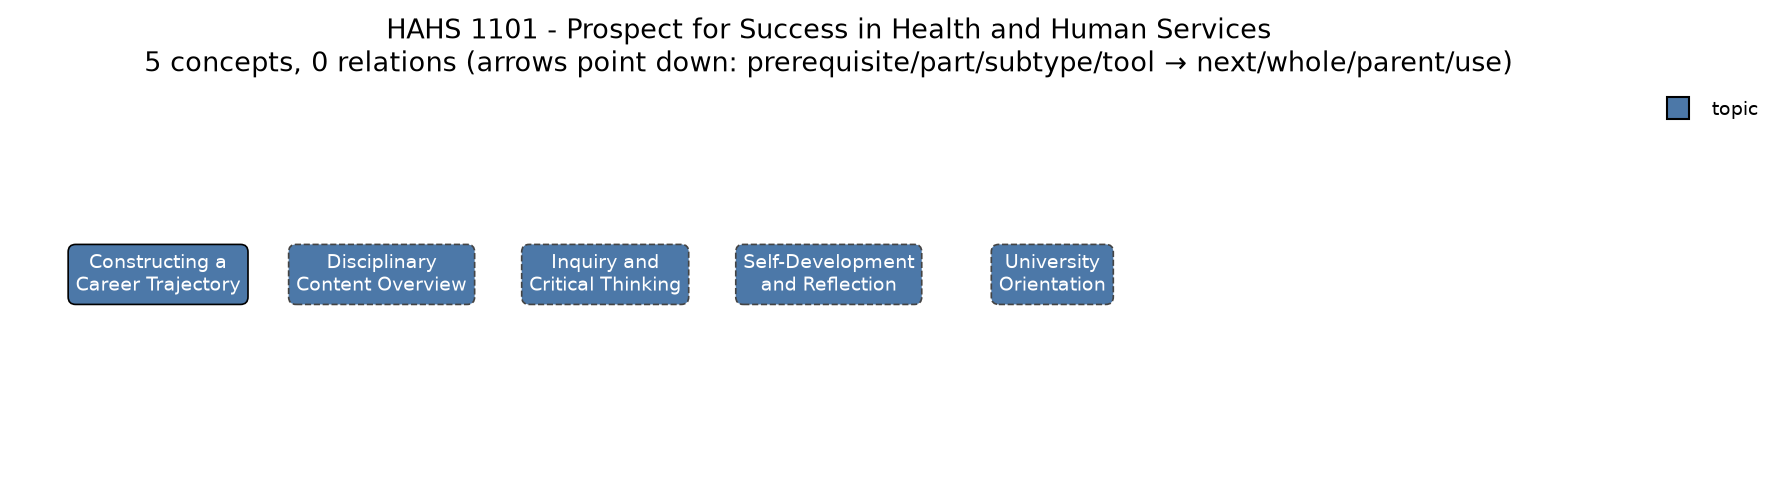 HAHS 1101 - Prospect for Success in Health and Human Services
5 concepts, 0 relations (arrows point down: prerequisite/part/subtype/tool → next/whole/parent/use)
topic
Constructing a
Career Trajectory
Disciplinary
Content Overview
Inquiry and
Critical Thinking
Self-Development
and Reflection
University
Orientation